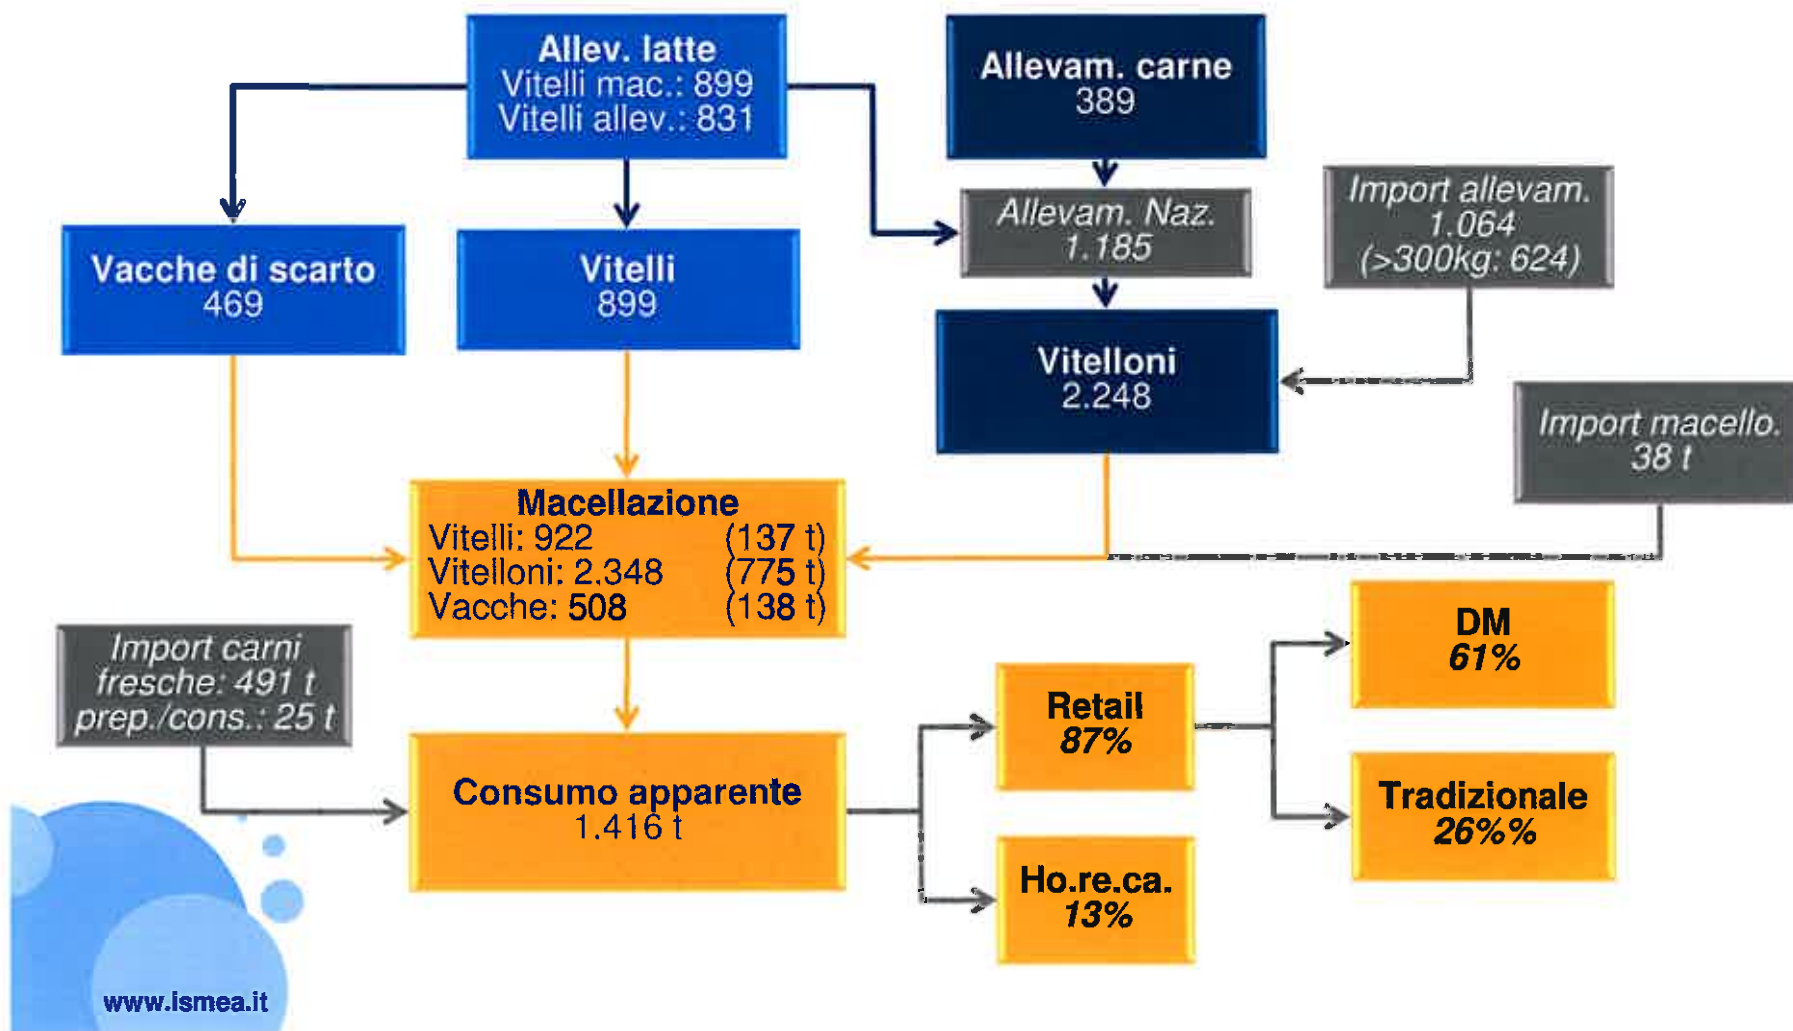 Allev. latte
Vitelli mac.: 899
Vitelli allev.: 831
Allevam. carne
389
Import allevam.
1.064
(>300kg: 624)
Allevam. Naz.
1.185
Vacche di scarto
469
Vitelli
899
Vitelloni
2.248
Import macello.
38 t
Macellazione
Vitelli: 922 (137 t)
Vitelloni: 2.348 (775 t)
Vacche: 508 (138 t)
Import carni
fresche: 491 t
prep./cons.: 25 t
Consumo apparente
1.416 t
Retail
87%
Ho.re.ca.
13%
DM
61%
Tradizionale
26%%
www.ismea.it